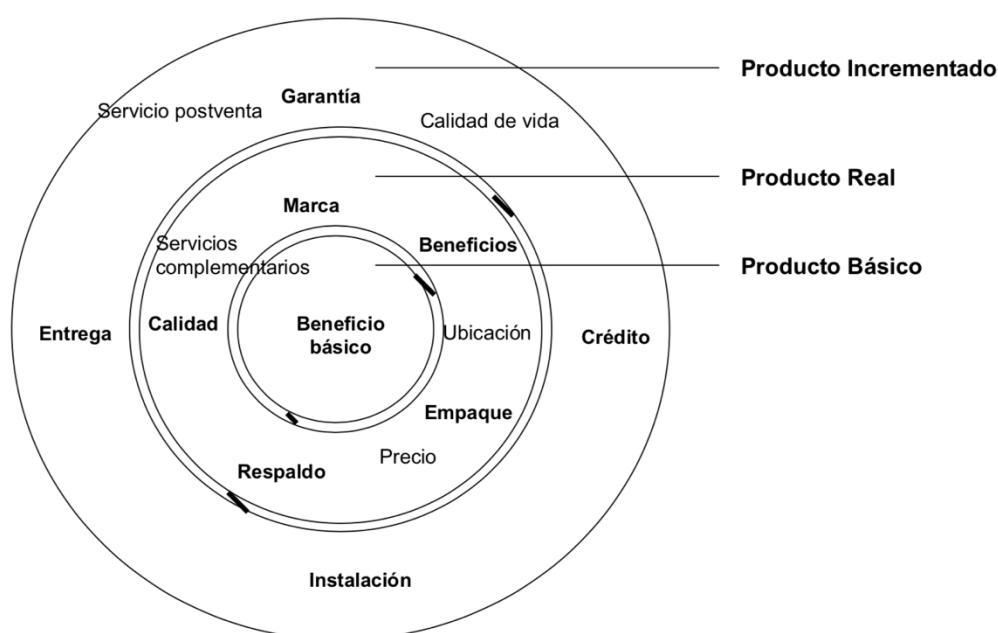 Producto Incrementado
Garantía
Servicio postventa
Calidad de vida
Producto Real
Marca
Servicios
complementarios
Beneficios
Producto Básico
Entrega
Calidad
Beneficio
básico
Ubicación
Crédito
Empaque
Precio
Respaldo
Instalación